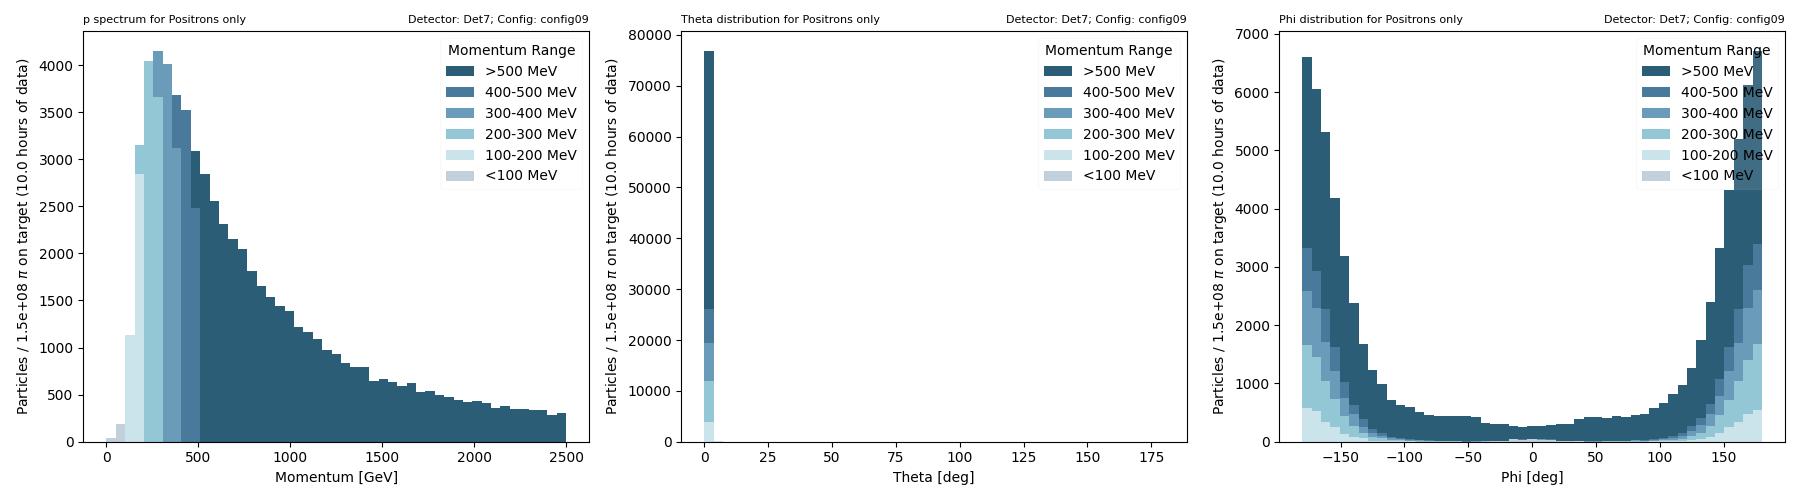 p spectrum for Positrons only
Detector: Det7; Config: config09
Particles / 1.5e+08 π on target (10.0 hours of data)
4000
3500
3000
2500
2000
1500
1000
500
0
Momentum Range
>500 MeV
400-500 MeV
300-400 MeV
200-300 MeV
100-200 MeV
<100 MeV
0 500 1000 1500 2000 2500
Momentum [GeV]
Theta distribution for Positrons only
Detector: Det7; Config: config09
Particles / 1.5e+08 π on target (10.0 hours of data)
80000
70000
60000
50000
40000
30000
20000
10000
0
Momentum Range
>500 MeV
400-500 MeV
300-400 MeV
200-300 MeV
100-200 MeV
<100 MeV
0 25 50 75 100 125 150 175
Theta [deg]
Phi distribution for Positrons only
Detector: Det7; Config: config09
Particles / 1.5e+08 π on target (10.0 hours of data)
7000
6000
5000
4000
3000
2000
1000
0
Momentum Range
>500 MeV
400-500 MeV
300-400 MeV
200-300 MeV
100-200 MeV
<100 MeV
−150 −100 −50 0 50 100 150
Phi [deg]